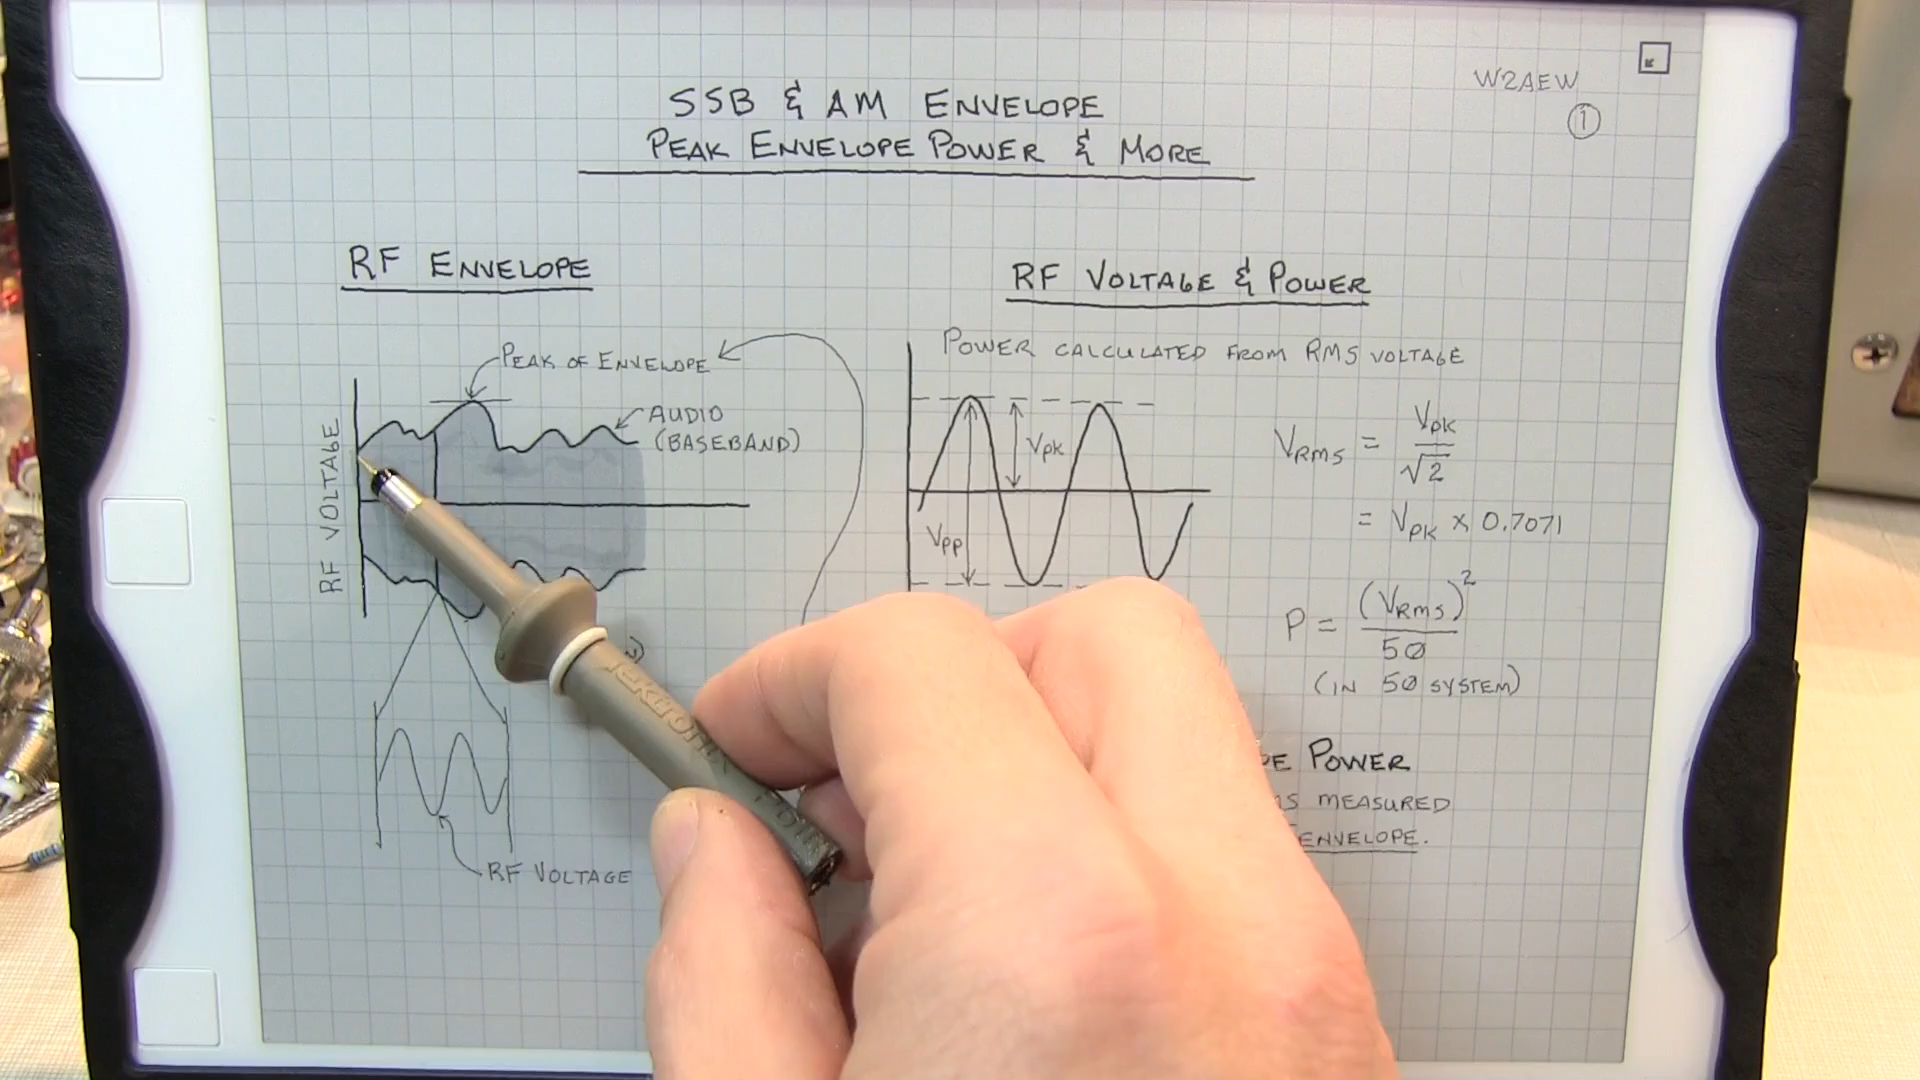 W2AEW
1
SSB & AM ENVELOPE
PEAK ENVELOPE POWER & MORE
RF ENVELOPE
PEAK OF ENVELOPE
AUDIO
(BASEBAND)
RF VOLTAGE
RF VOLTAGE
RF VOLTAGE & POWER
POWER CALCULATED FROM RMS VOLTAGE
Vpk
Vpp
VRMS = Vpk / √2
= Vpk x 0.7071
P = (VRMS)² / 50
(IN 50 SYSTEM)
POWER
MEASURED
ENVELOPE.
Tektronix